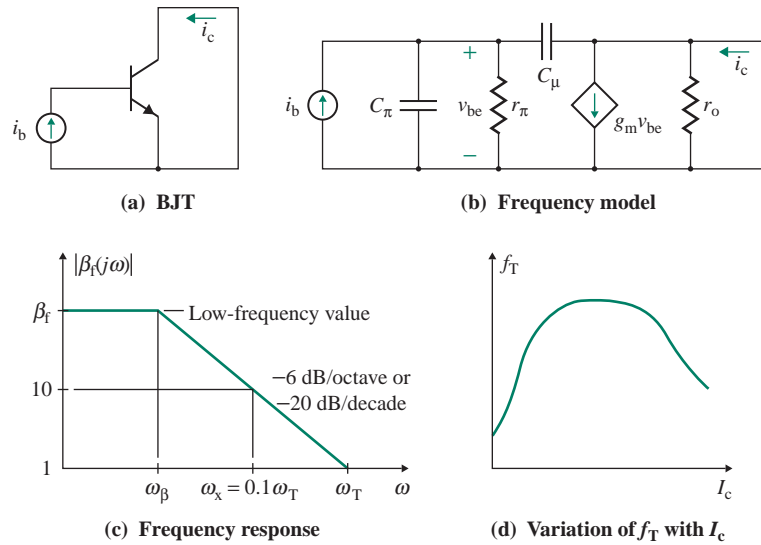 i_c
i_b
(a) BJT
i_b
C_π
+
v_be
−
r_π
C_μ
g_m v_be
r_o
i_c
(b) Frequency model
|β_f(jω)|
β_f
Low-frequency value
10
−6 dB/octave or
−20 dB/decade
1
ω_β
ω_x = 0.1ω_T
ω_T
ω
(c) Frequency response
f_T
I_c
(d) Variation of f_T with I_c